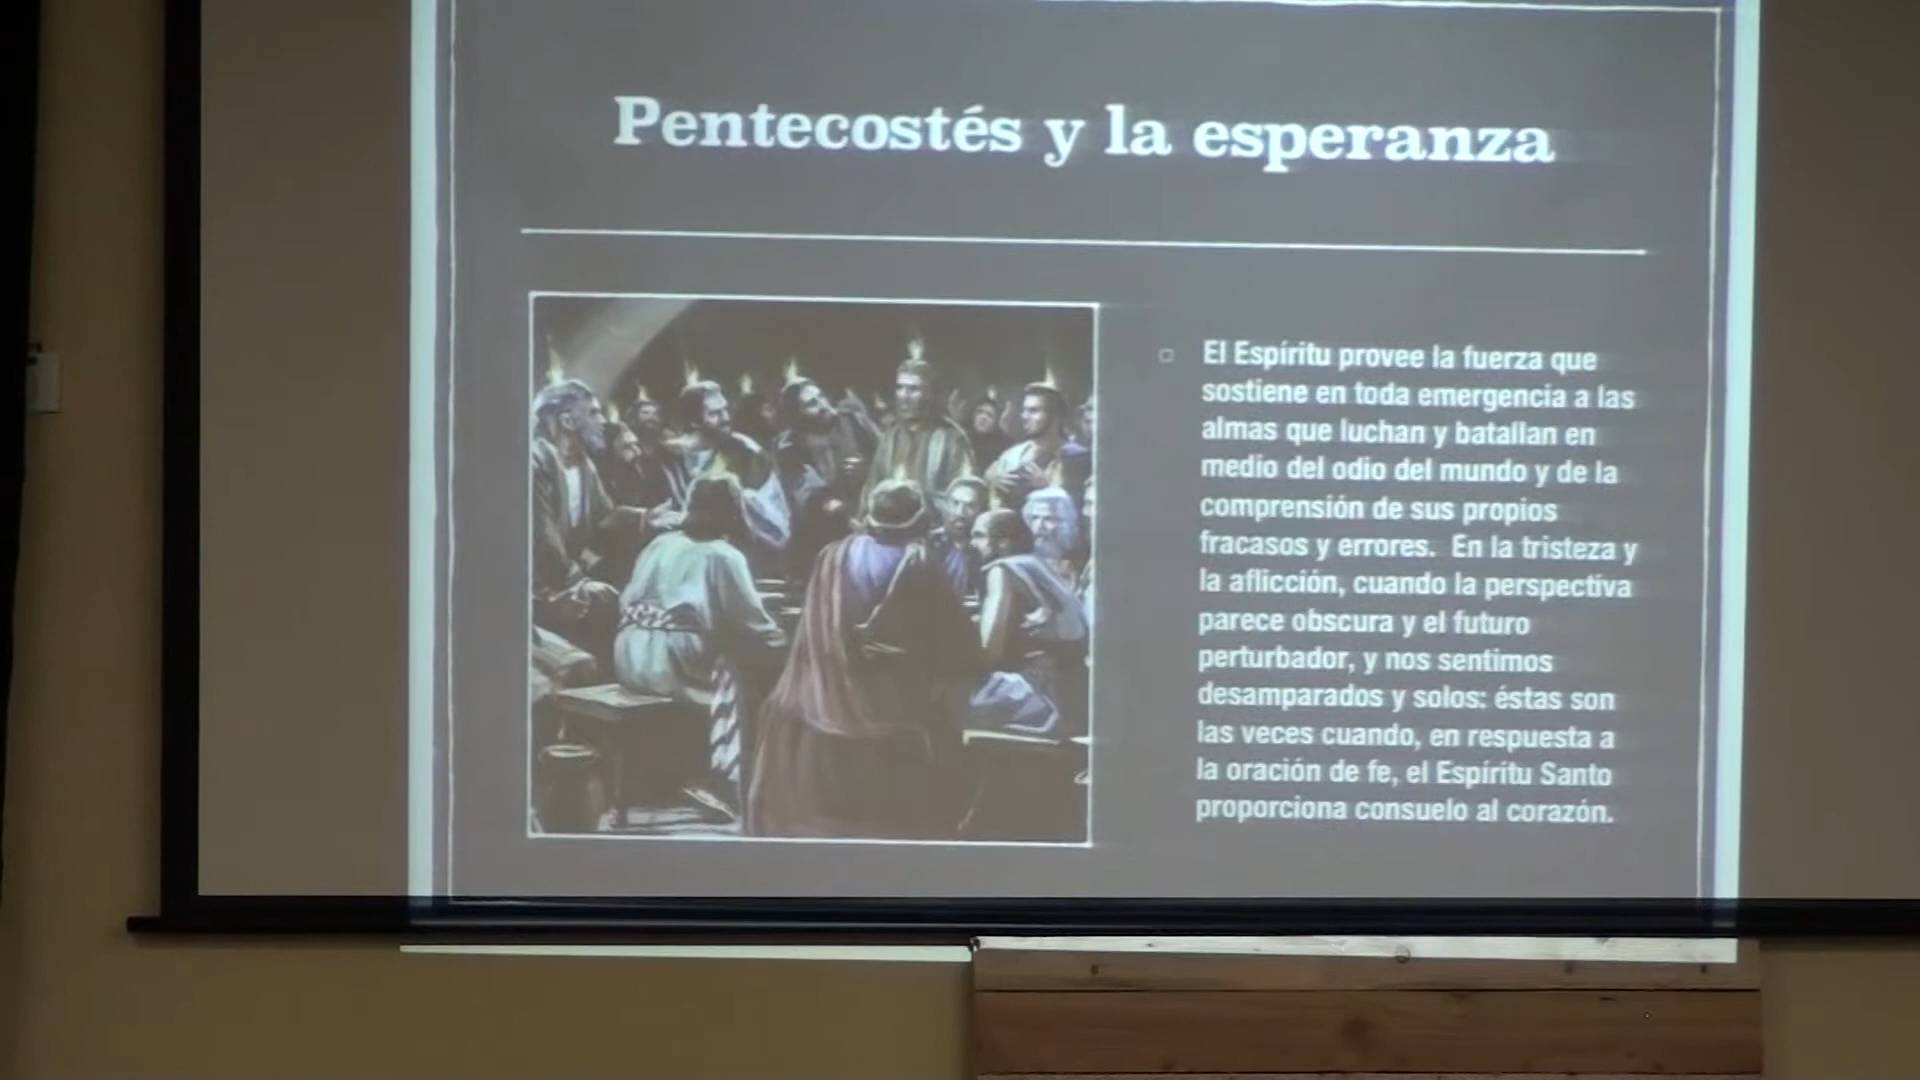 Pentecostés y la esperanza
El Espíritu provee la fuerza que
sostiene en toda emergencia a las
almas que luchan y batallan en
medio del odio del mundo y de la
comprensión de sus propios
fracasos y errores. En la tristeza y
la aflicción, cuando la perspectiva
parece obscura y el futuro
perturbador, y nos sentimos
desamparados y solos: éstas son
las veces cuando, en respuesta a
la oración de fe, el Espíritu Santo
proporciona consuelo al corazón.